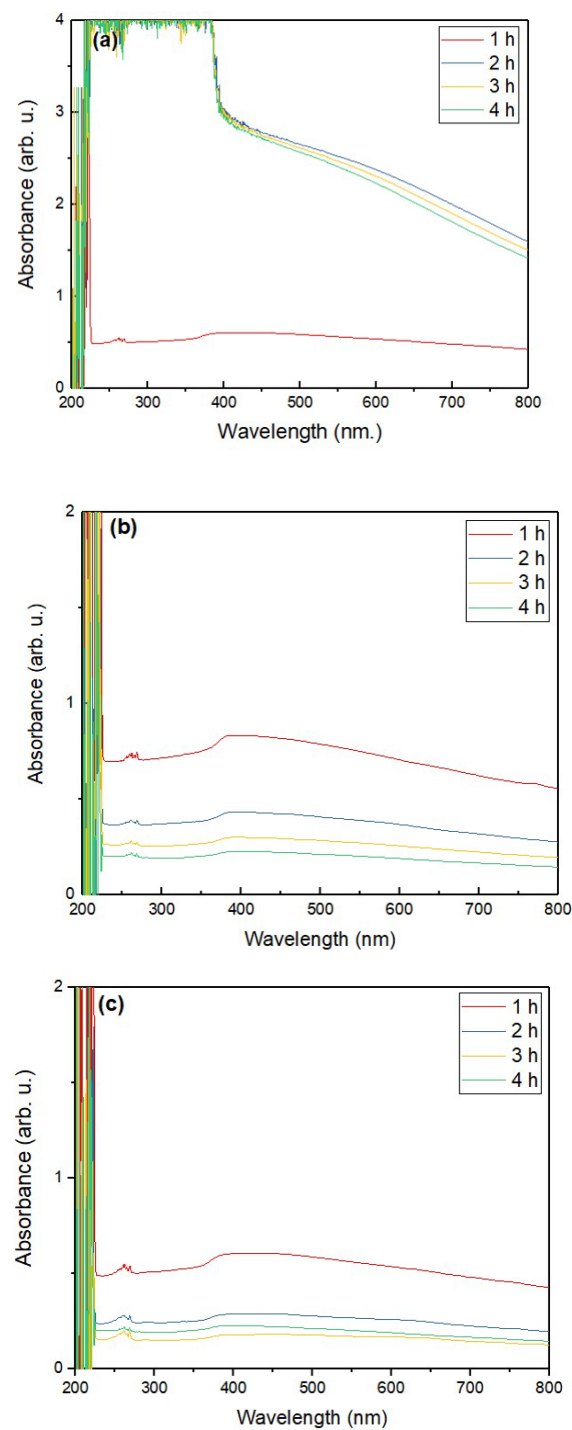 (a)
1 h
2 h
3 h
4 h
4
3
2
1
0
Absorbance (arb. u.)
200 300 400 500 600 700 800
Wavelength (nm.)
(b)
1 h
2 h
3 h
4 h
2
1
0
Absorbance (arb. u.)
200 300 400 500 600 700 800
Wavelength (nm)
(c)
1 h
2 h
3 h
4 h
2
1
0
Absorbance (arb. u.)
200 300 400 500 600 700 800
Wavelength (nm)